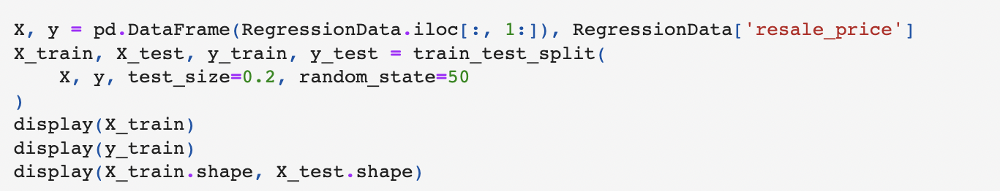 X, y = pd.DataFrame(RegressionData.iloc[:, 1:]), RegressionData['resale_price']
X_train, X_test, y_train, y_test = train_test_split(
    X, y, test_size=0.2, random_state=50
)
display(X_train)
display(y_train)
display(X_train.shape, X_test.shape)